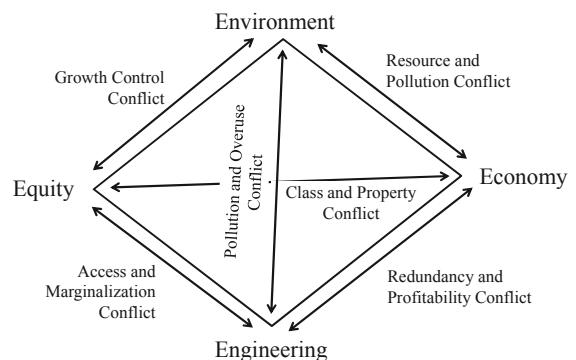 Environment
Growth Control
Conflict
Resource and
Pollution Conflict
Pollution and Overuse
Conflict
Equity
Economy
Class and Property
Conflict
Access and
Marginalization
Conflict
Redundancy and
Profitability Conflict
Engineering